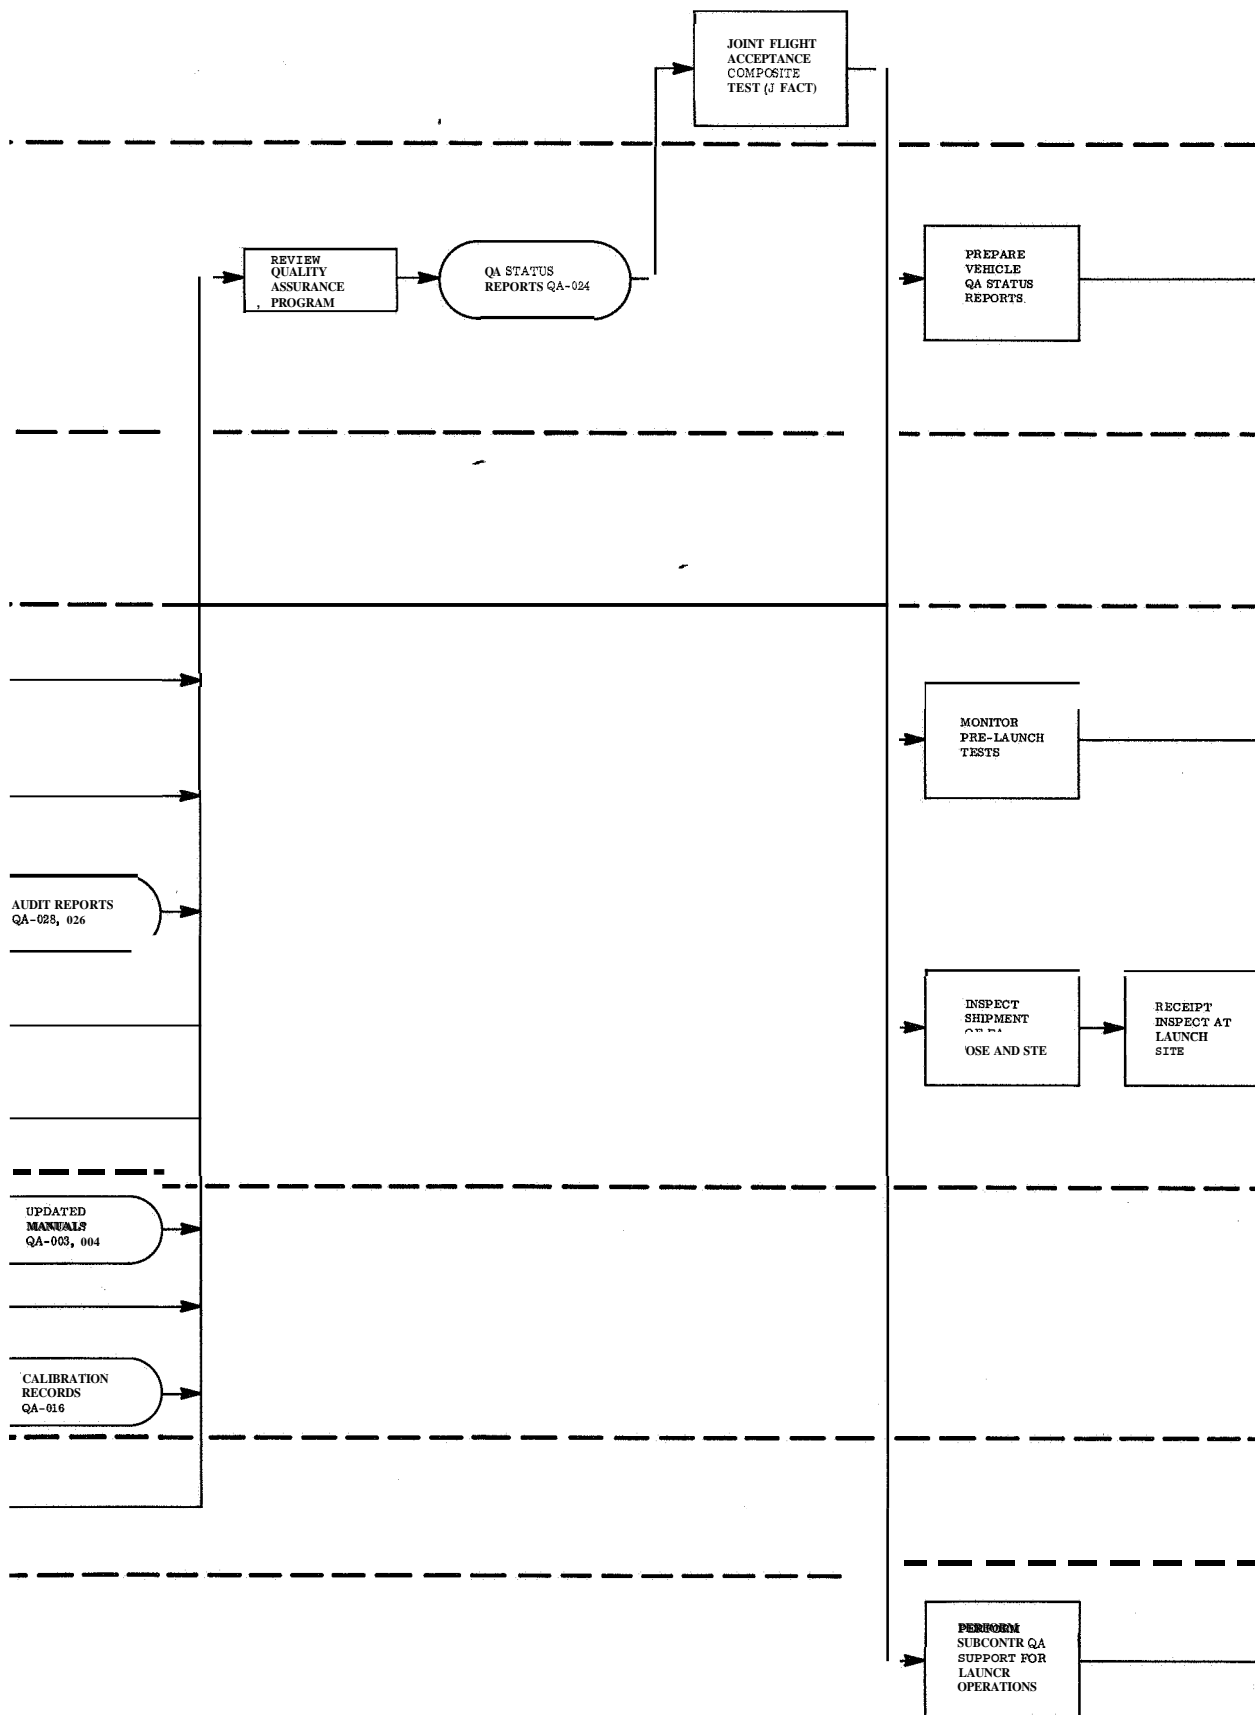 JOINT FLIGHT
ACCEPTANCE
COMPOSITE
TEST (J FACT)
REVIEW
QUALITY
ASSURANCE
PROGRAM
QA STATUS
REPORTS QA-024
PREPARE
VEHICLE
QA STATUS
REPORTS.
MONITOR
PRE-LAUNCH
TESTS
AUDIT REPORTS
QA-028, 026
INSPECT
SHIPMENT
OSE AND STE
RECEIPT
INSPECT AT
LAUNCH
SITE
UPDATED
MANUALS
QA-003, 004
CALIBRATION
RECORDS
QA-016
PERFORM
SUBCONTR QA
SUPPORT FOR
LAUNCR
OPERATIONS